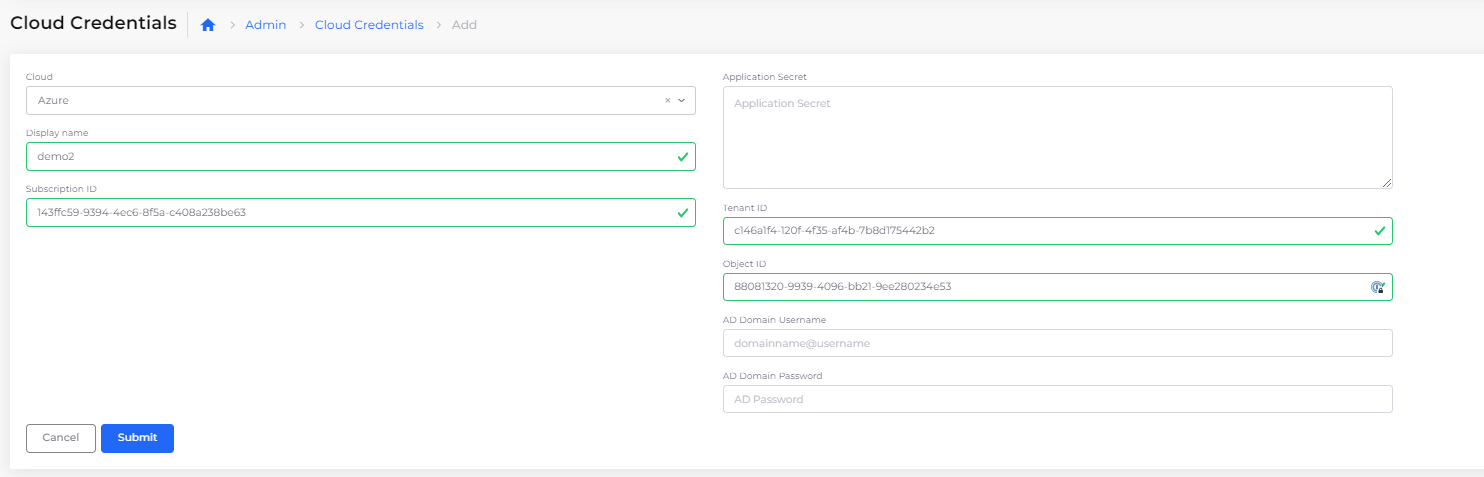 Cloud Credentials > Admin > Cloud Credentials > Add
Cloud
Azure
Display name
demo2
Subscription ID
143ffc59-9394-4ec6-8f5a-c408a238be63
Application Secret
Application Secret
Tenant ID
c146a1f4-120f-4f35-af4b-7b8d175442b2
Object ID
88081320-9939-4096-bb21-9ee280234e53
AD Domain Username
domainname@username
AD Domain Password
AD Password
Cancel Submit